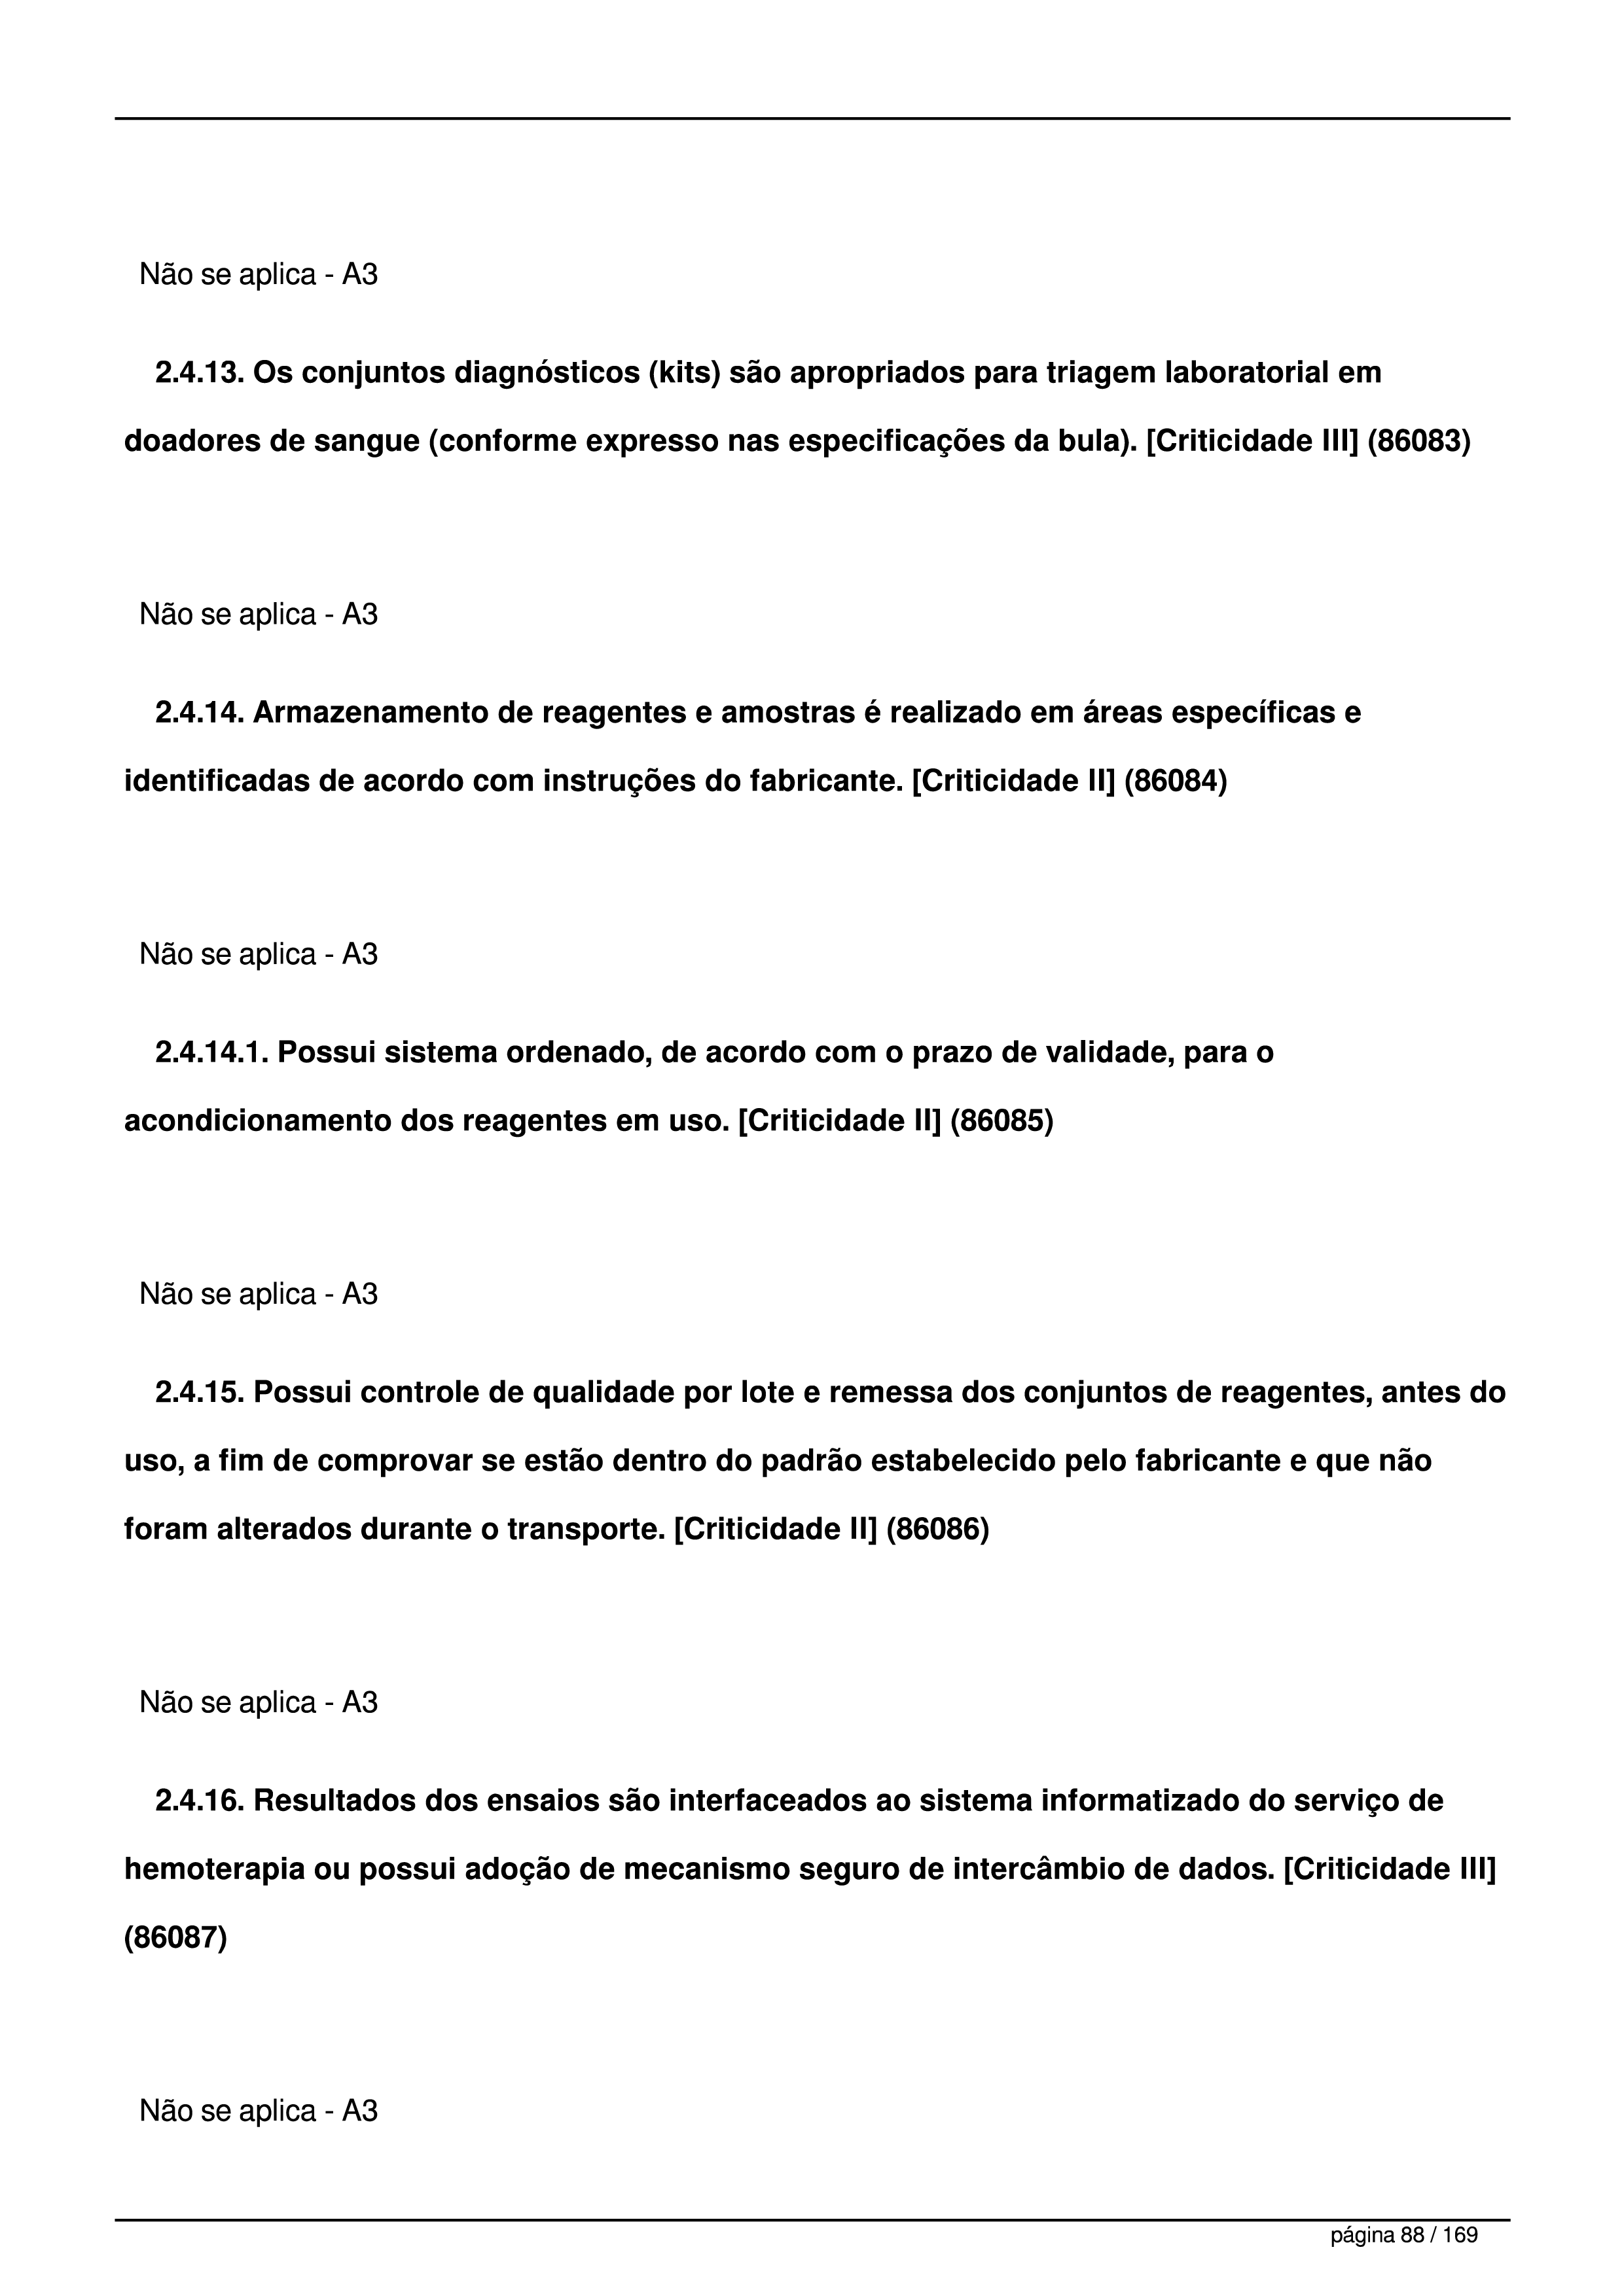 Não se aplica - A3
2.4.13. Os conjuntos diagnósticos (kits) são apropriados para triagem laboratorial em
doadores de sangue (conforme expresso nas especificações da bula). [Criticidade III] (86083)
Não se aplica - A3
2.4.14. Armazenamento de reagentes e amostras é realizado em áreas específicas e
identificadas de acordo com instruções do fabricante. [Criticidade II] (86084)
Não se aplica - A3
2.4.14.1. Possui sistema ordenado, de acordo com o prazo de validade, para o
acondicionamento dos reagentes em uso. [Criticidade II] (86085)
Não se aplica - A3
2.4.15. Possui controle de qualidade por lote e remessa dos conjuntos de reagentes, antes do
uso, a fim de comprovar se estão dentro do padrão estabelecido pelo fabricante e que não
foram alterados durante o transporte. [Criticidade II] (86086)
Não se aplica - A3
2.4.16. Resultados dos ensaios são interfaceados ao sistema informatizado do serviço de
hemoterapia ou possui adoção de mecanismo seguro de intercâmbio de dados. [Criticidade III]
(86087)
Não se aplica - A3
página 88 / 169